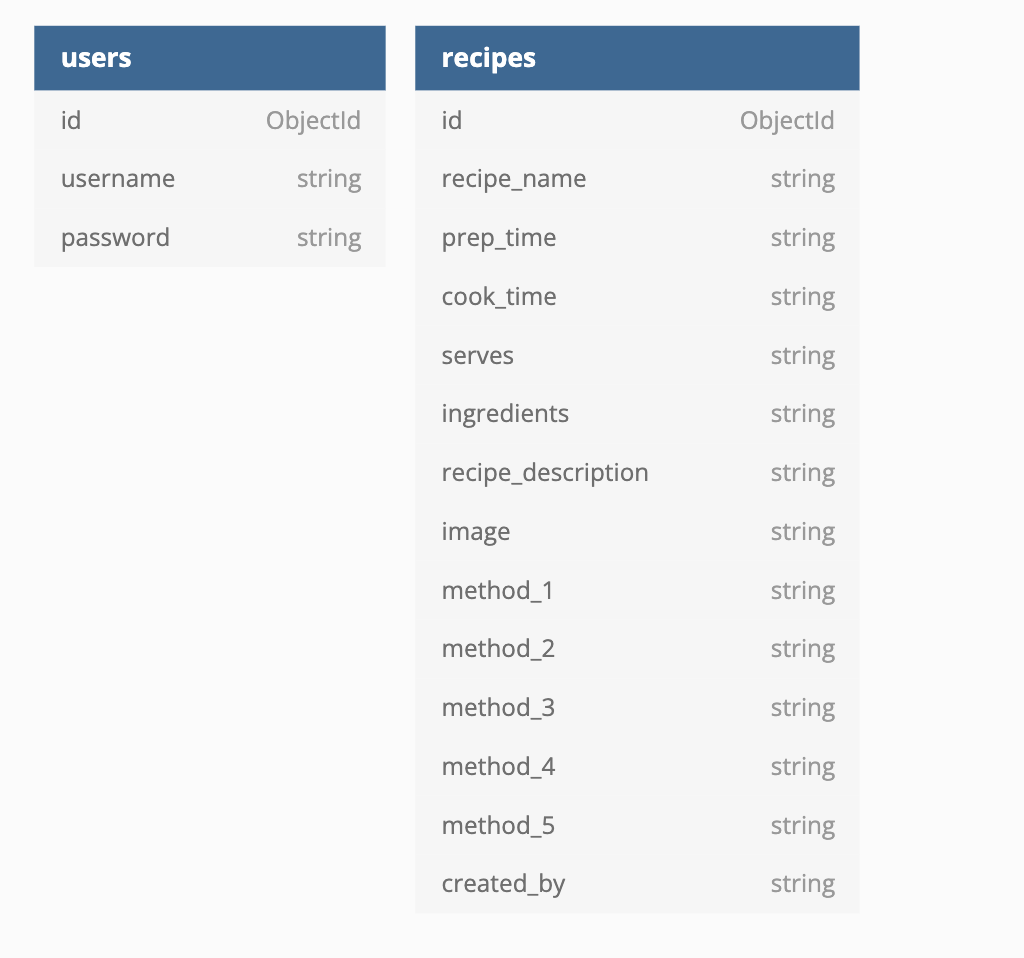 users
id ObjectId
username string
password string
recipes
id ObjectId
recipe_name string
prep_time string
cook_time string
serves string
ingredients string
recipe_description string
image string
method_1 string
method_2 string
method_3 string
method_4 string
method_5 string
created_by string